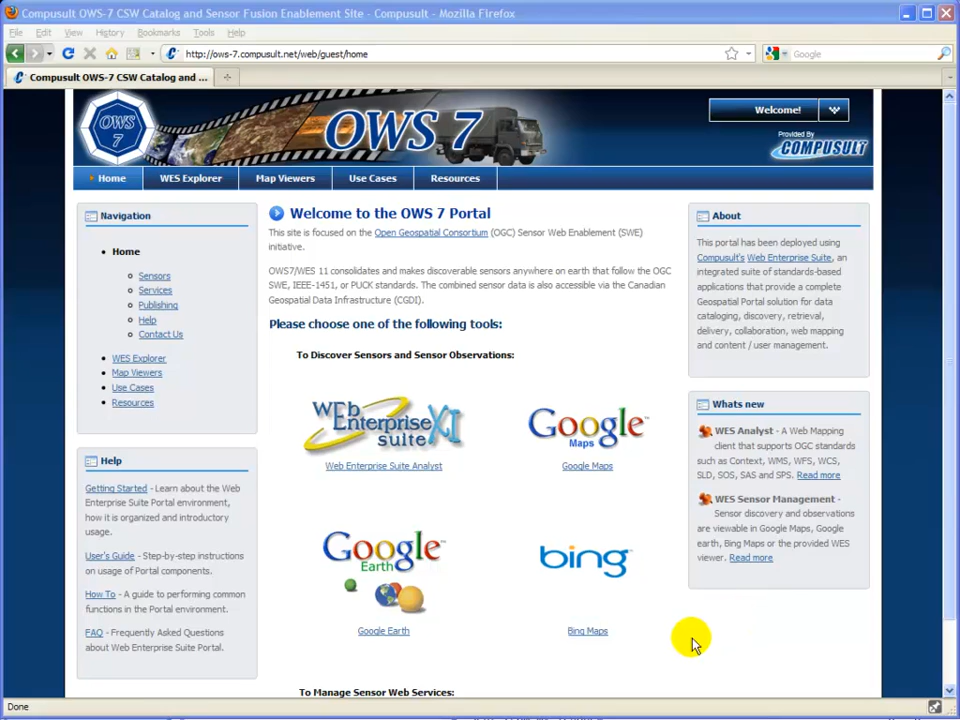 Compusult OWS-7 CSW Catalog and Sensor Fusion Enablement Site - Compusult - Mozilla Firefox
File Edit View History Bookmarks Tools Help
http://ows-7.compusult.net/web/guest/home
Google
Compusult OWS-7 CSW Catalog and ...
OWS 7
OWS 7
Welcome!
Provided By
COMPUSULT
Home
WES Explorer
Map Viewers
Use Cases
Resources
Navigation
Home
Sensors
Services
Publishing
Help
Contact Us
WES Explorer
Map Viewers
Use Cases
Resources
Help
Getting Started - Learn about the Web
Enterprise Suite Portal environment,
how it is organized and introductory
usage.
User's Guide - Step-by-step instructions
on usage of Portal components.
How To - A guide to performing common
functions in the Portal environment.
FAQ - Frequently Asked Questions
about Web Enterprise Suite Portal.
Welcome to the OWS 7 Portal
This site is focused on the Open Geospatial Consortium (OGC) Sensor Web Enablement (SWE)
initiative.
OWS7/WES 11 consolidates and makes discoverable sensors anywhere on earth that follow the OGC
SWE, IEEE-1451, or PUCK standards. The combined sensor data is also accessible via the Canadian
Geospatial Data Infrastructure (CGDI).
Please choose one of the following tools:
To Discover Sensors and Sensor Observations:
WEb Enterprise suite XI
Web Enterprise Suite Analyst
Google Maps
Google Maps
Google Earth
Google Earth
bing
Bing Maps
To Manage Sensor Web Services:
About
This portal has been deployed using
Compusult's Web Enterprise Suite, an
integrated suite of standards-based
applications that provide a complete
Geospatial Portal solution for data
cataloging, discovery, retrieval,
delivery, collaboration, web mapping
and content / user management.
Whats new
WES Analyst - A Web Mapping
client that supports OGC standards
such as Context, WMS, WFS, WCS,
SLD, SOS, SAS and SPS. Read more
WES Sensor Management -
Sensor discovery and observations
are viewable in Google Maps, Google
earth, Bing Maps or the provided WES
viewer. Read more
Done